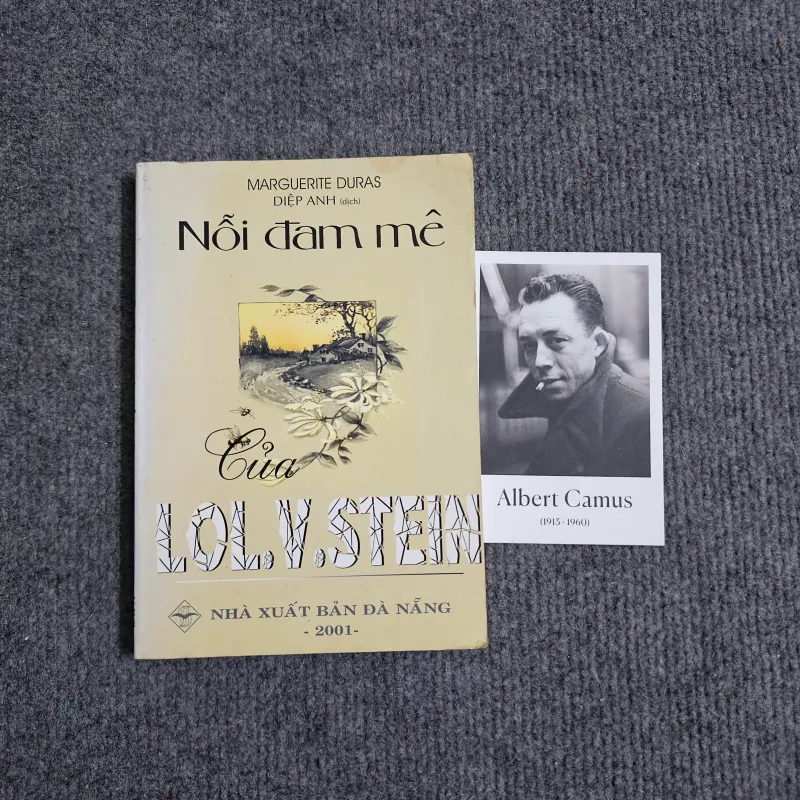 MARGUERITE DURAS
DIỆP ANH (dịch)
Nỗi đam mê
Của
LOL.V.STEIN
NHÀ XUẤT BẢN ĐÀ NẴNG
- 2001-
Albert Camus
(1913-1960)